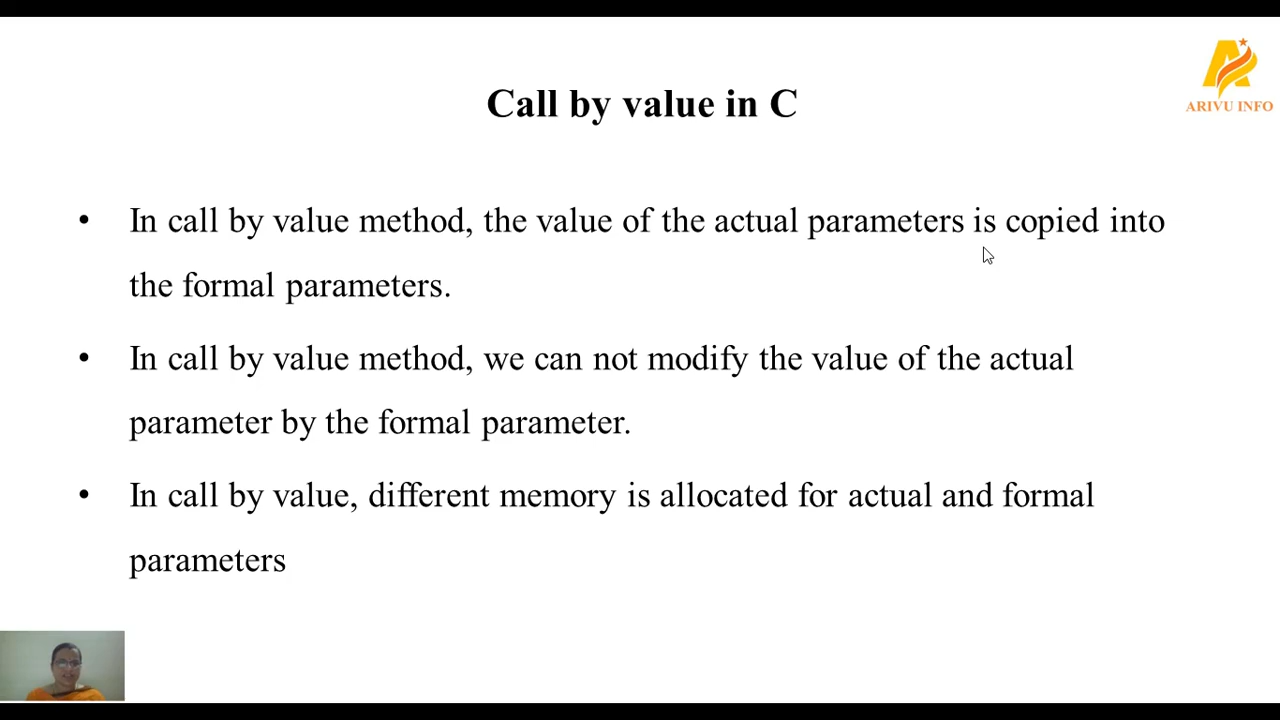 ARIVU INFO
Call by value in C
• In call by value method, the value of the actual parameters is copied into
the formal parameters.
• In call by value method, we can not modify the value of the actual
parameter by the formal parameter.
• In call by value, different memory is allocated for actual and formal
parameters